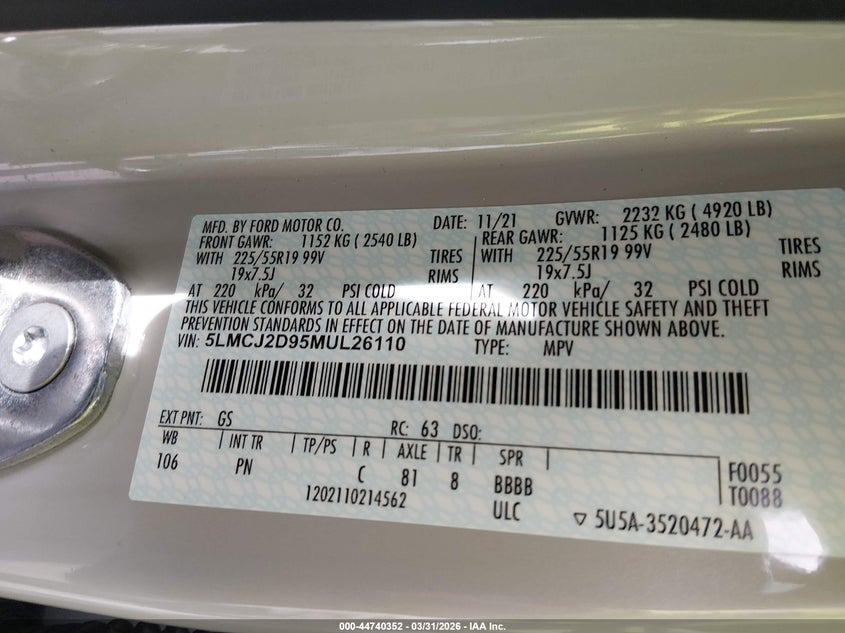 MFD. BY FORD MOTOR CO. DATE: 11/21 GVWR: 2232 KG ( 4920 LB)
FRONT GAWR: 1152 KG ( 2540 LB) REAR GAWR: 1125 KG ( 2480 LB)
WITH 225/55R19 99V TIRES WITH 225/55R19 99V TIRES
19x7.5J RIMS 19x7.5J RIMS
AT 220 kPa/ 32 PSI COLD AT 220 kPa/ 32 PSI COLD
THIS VEHICLE CONFORMS TO ALL APPLICABLE FEDERAL MOTOR VEHICLE SAFETY AND THEFT
PREVENTION STANDARDS IN EFFECT ON THE DATE OF MANUFACTURE SHOWN ABOVE.
VIN: 5LMCJ2D95MUL26110 TYPE: MPV
EXT PNT: GS RC: 63 DSO:
WB INT TR TP/PS R AXLE TR SPR
106 PN C 81 8 BBBB F0055
1202110214562 ULC T0088
▽ 5U5A-3520472-AA
000-44740352 | 03/31/2026 - IAA Inc.